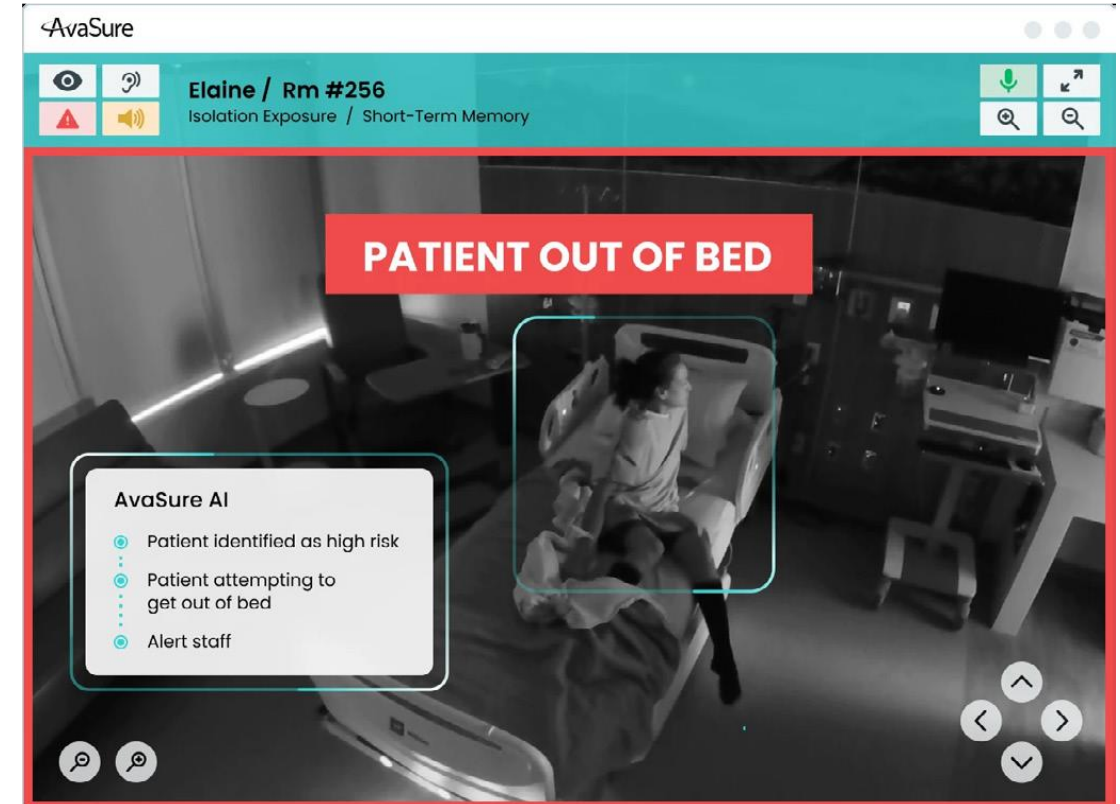 AvaSure
Elaine / Rm #256
Isolation Exposure / Short-Term Memory
PATIENT OUT OF BED
AvaSure AI
Patient identified as high risk
Patient attempting to
get out of bed
Alert staff